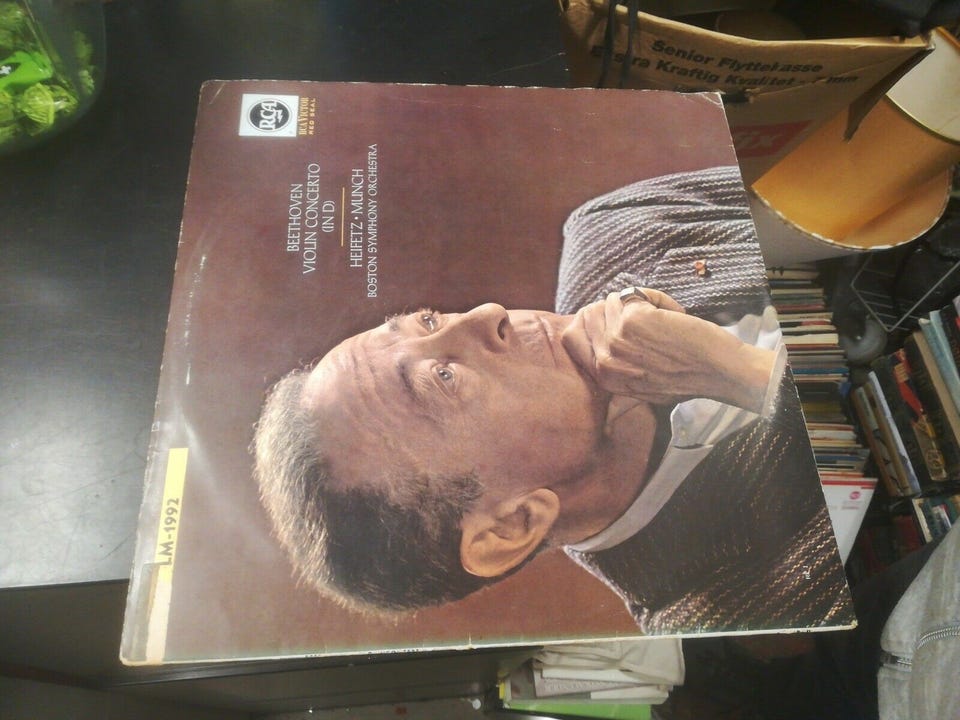 RCA
RCA VICTOR
RED SEAL
BEETHOVEN
VIOLIN CONCERTO
(IN D)
HEIFETZ • MUNCH
BOSTON SYMPHONY ORCHESTRA
LM-1992
Senior Flyttekasse
Extra Kraftig Kvalitet